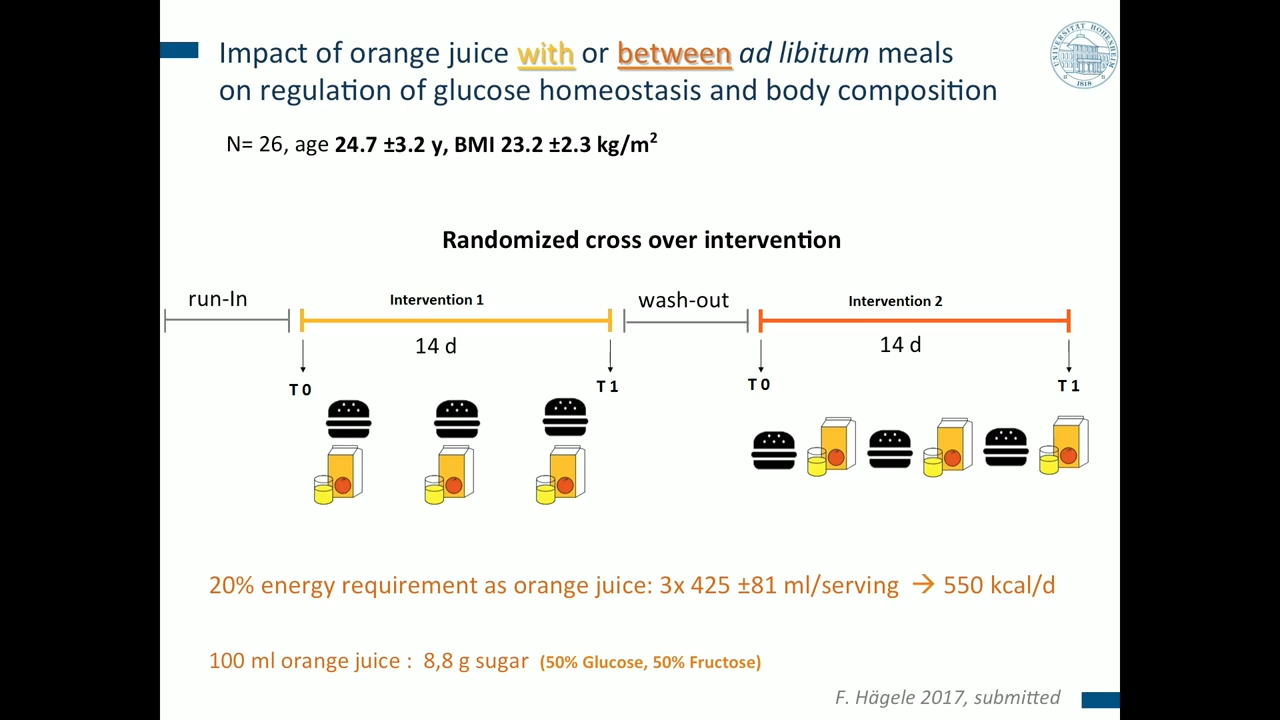 Impact of orange juice with or between ad libitum meals
on regulation of glucose homeostasis and body composition
UNIVERSITÄT HOHENHEIM
1818
N= 26, age 24.7 ±3.2 y, BMI 23.2 ±2.3 kg/m²
Randomized cross over intervention
run-In
Intervention 1
wash-out
Intervention 2
14 d
14 d
T 0
T 1
T 0
T 1
20% energy requirement as orange juice: 3x 425 ±81 ml/serving → 550 kcal/d
100 ml orange juice : 8,8 g sugar (50% Glucose, 50% Fructose)
F. Hägele 2017, submitted